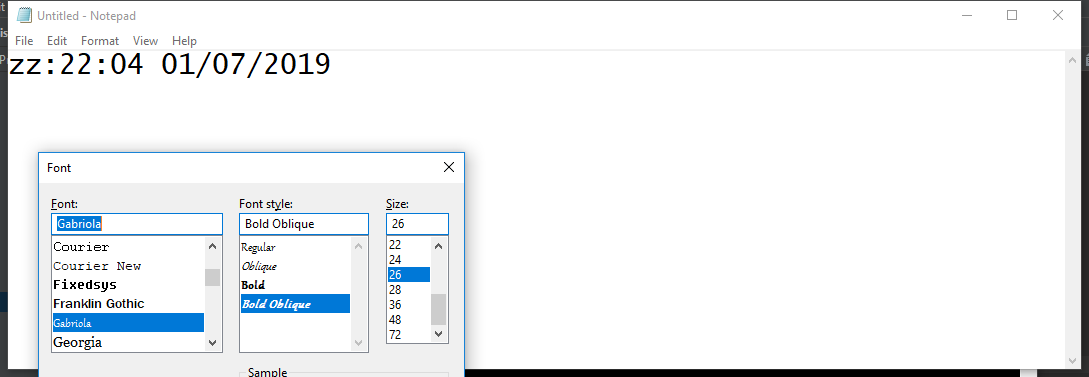 Untitled - Notepad
File Edit Format View Help
zz:22:04 01/07/2019
Font
Font: Font style: Size:
Gabriola Bold Oblique 26
Courier
Courier New
Fixedsys
Franklin Gothic
Gabriola
Georgia
Regular
Oblique
Bold
Bold Oblique
22
24
26
28
36
48
72
Sample